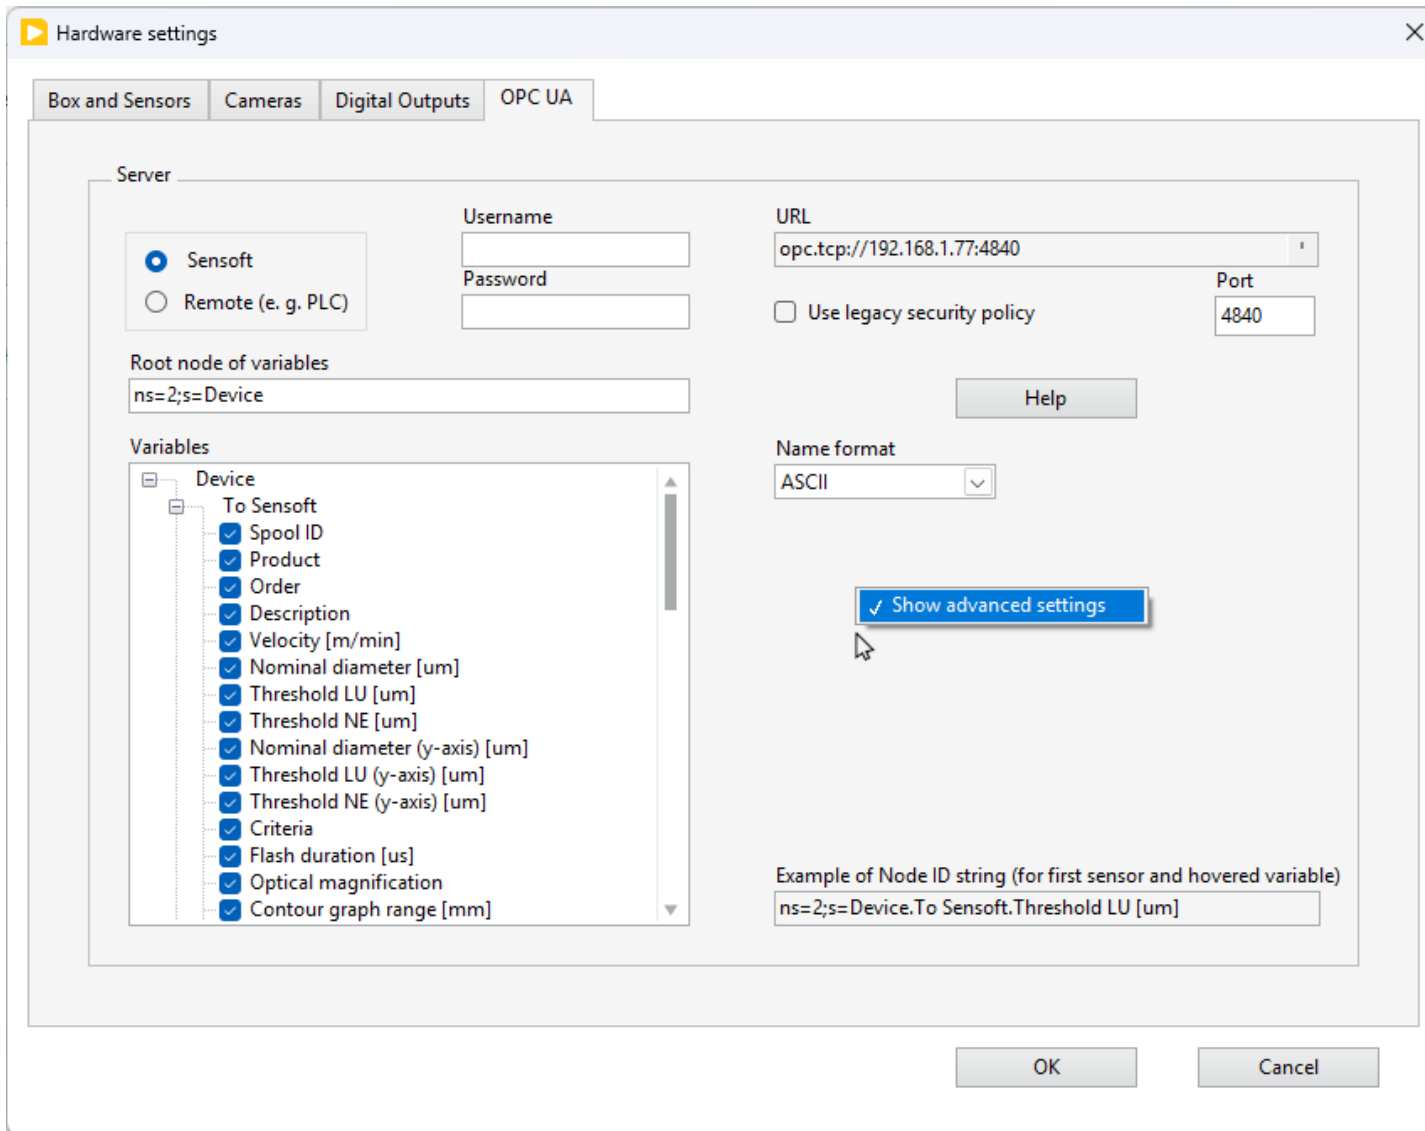 Hardware settings
Box and Sensors
Cameras
Digital Outputs
OPC UA
Server
Sensoft
Remote (e. g. PLC)
Username
Password
URL
opc.tcp://192.168.1.77:4840
Use legacy security policy
Port
4840
Root node of variables
ns=2;s=Device
Help
Variables
Device
To Sensoft
Spool ID
Product
Order
Description
Velocity [m/min]
Nominal diameter [um]
Threshold LU [um]
Threshold NE [um]
Nominal diameter (y-axis) [um]
Threshold LU (y-axis) [um]
Threshold NE (y-axis) [um]
Criteria
Flash duration [us]
Optical magnification
Contour graph range [mm]
Name format
ASCII
Show advanced settings
Example of Node ID string (for first sensor and hovered variable)
ns=2;s=Device.To Sensoft.Threshold LU [um]
OK
Cancel